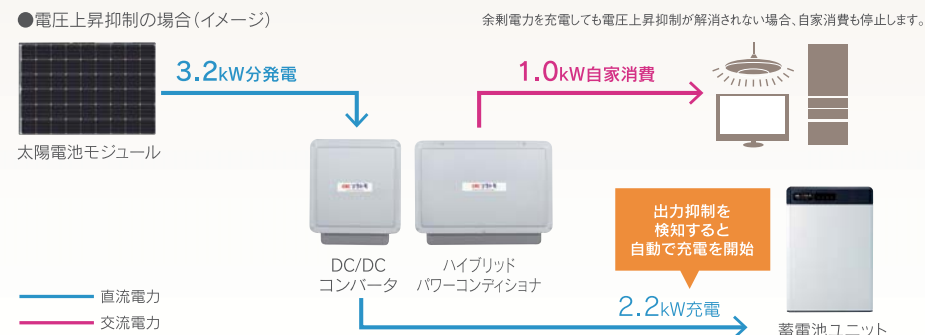 ●電圧上昇抑制の場合（イメージ）
余剰電力を充電しても電圧上昇抑制が解消されない場合、自家消費も停止します。
3.2kW分発電
1.0kW自家消費
太陽電池モジュール
出力抑制を
検知すると
自動で充電を開始
DC/DC
コンバータ
ハイブリッド
パワーコンディショナ
2.2kW充電
蓄電池ユニット
直流電力
交流電力